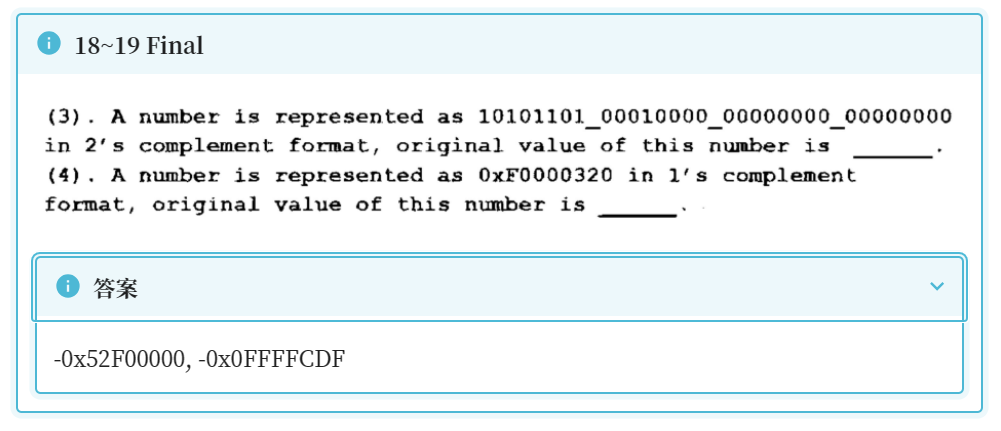 18~19 Final
(3). A number is represented as 10101101_00010000_00000000_00000000
in 2's complement format, original value of this number is ______.
(4). A number is represented as 0xF0000320 in 1's complement
format, original value of this number is ______.
答案
-0x52F00000, -0x0FFFFCDF